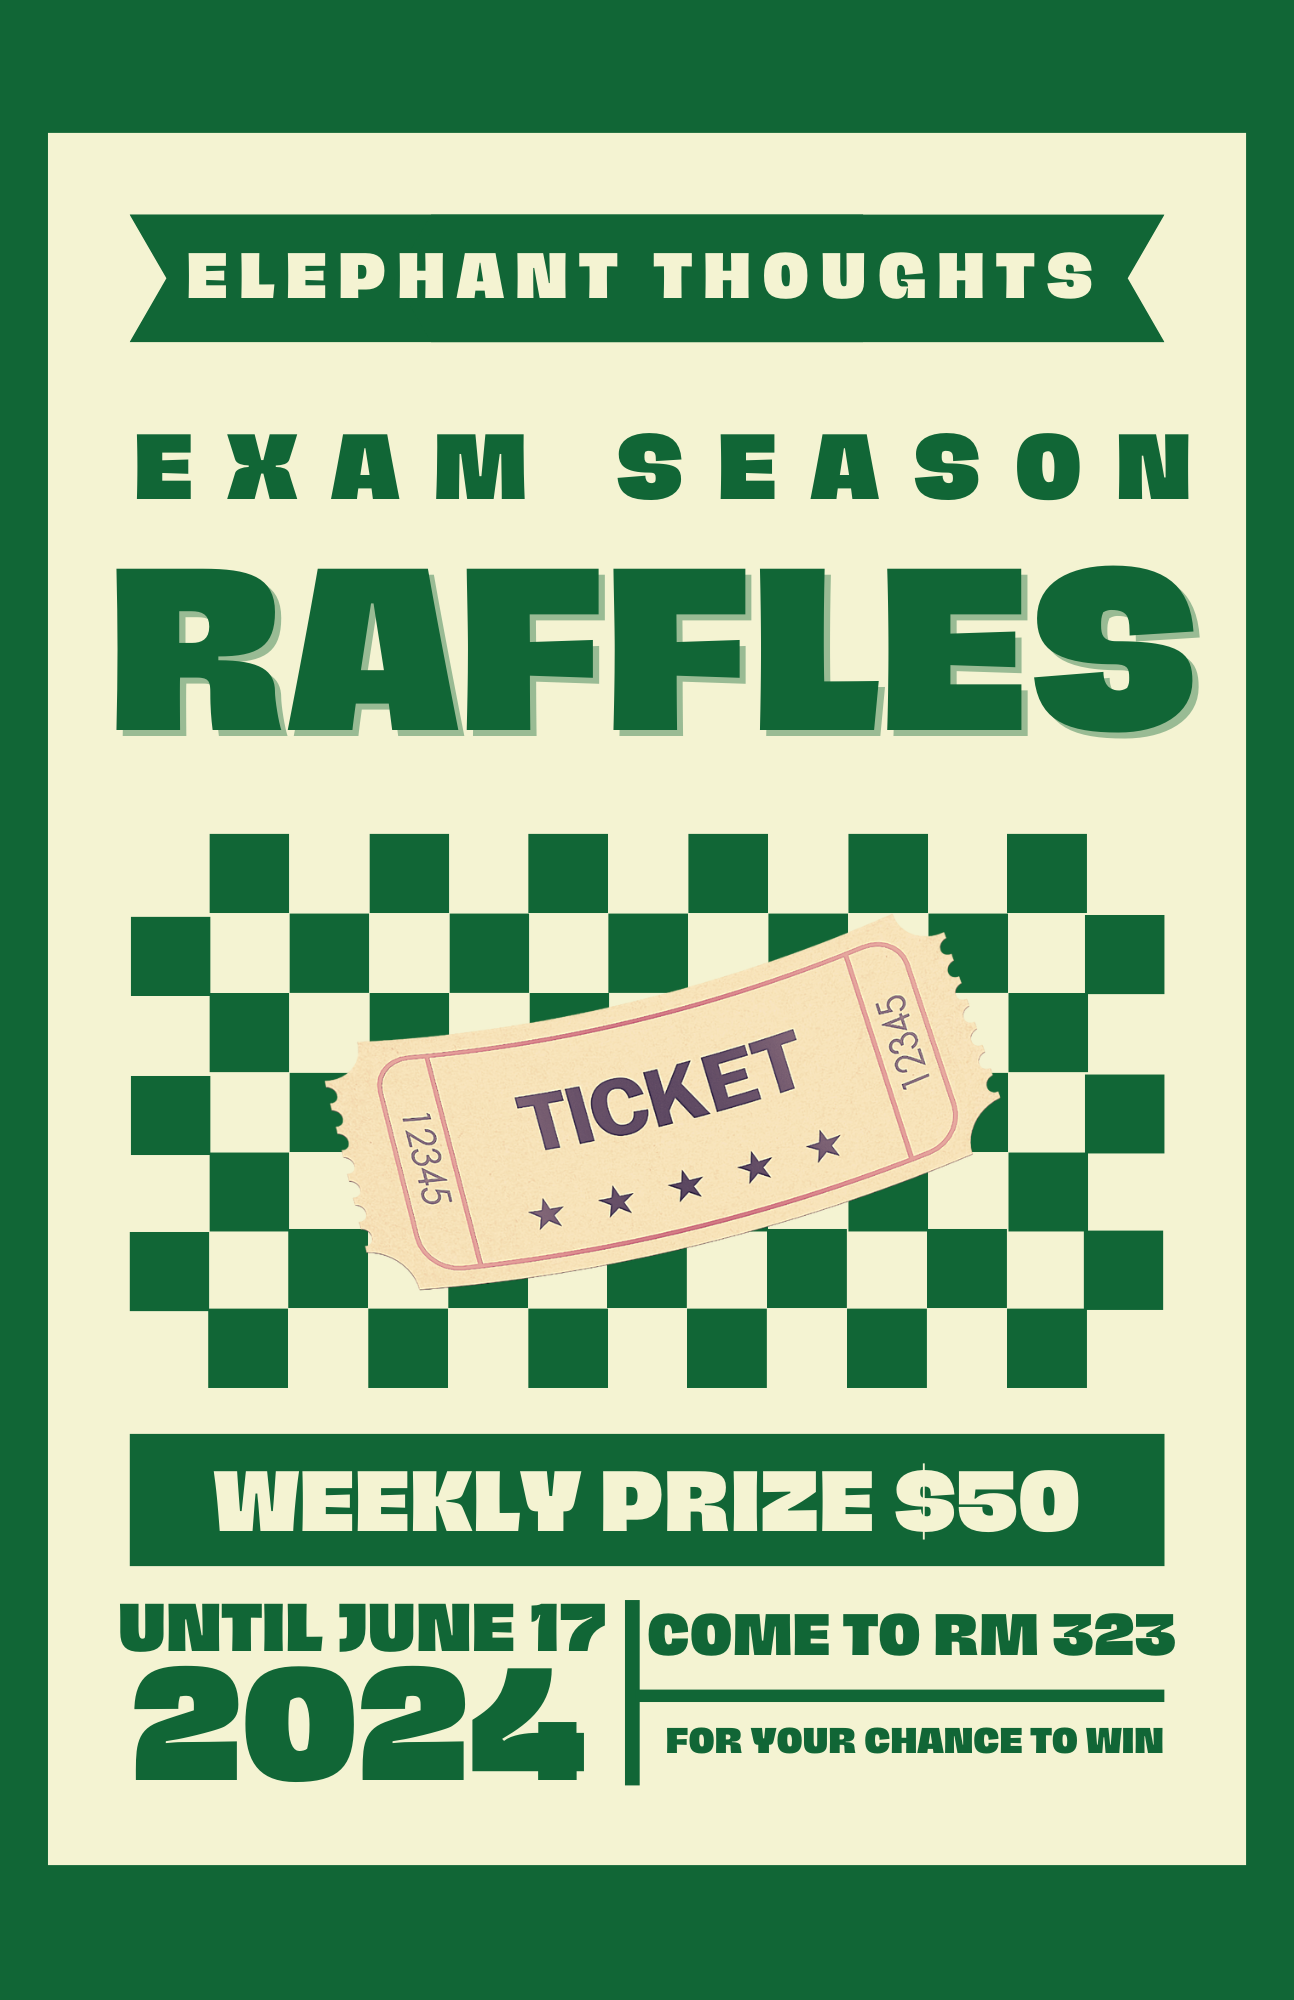 ELEPHANT THOUGHTS
EXAM SEASON
RAFFLES
TICKET
12345
12345
WEEKLY PRIZE $50
UNTIL JUNE 17
2024
COME TO RM 323
FOR YOUR CHANCE TO WIN